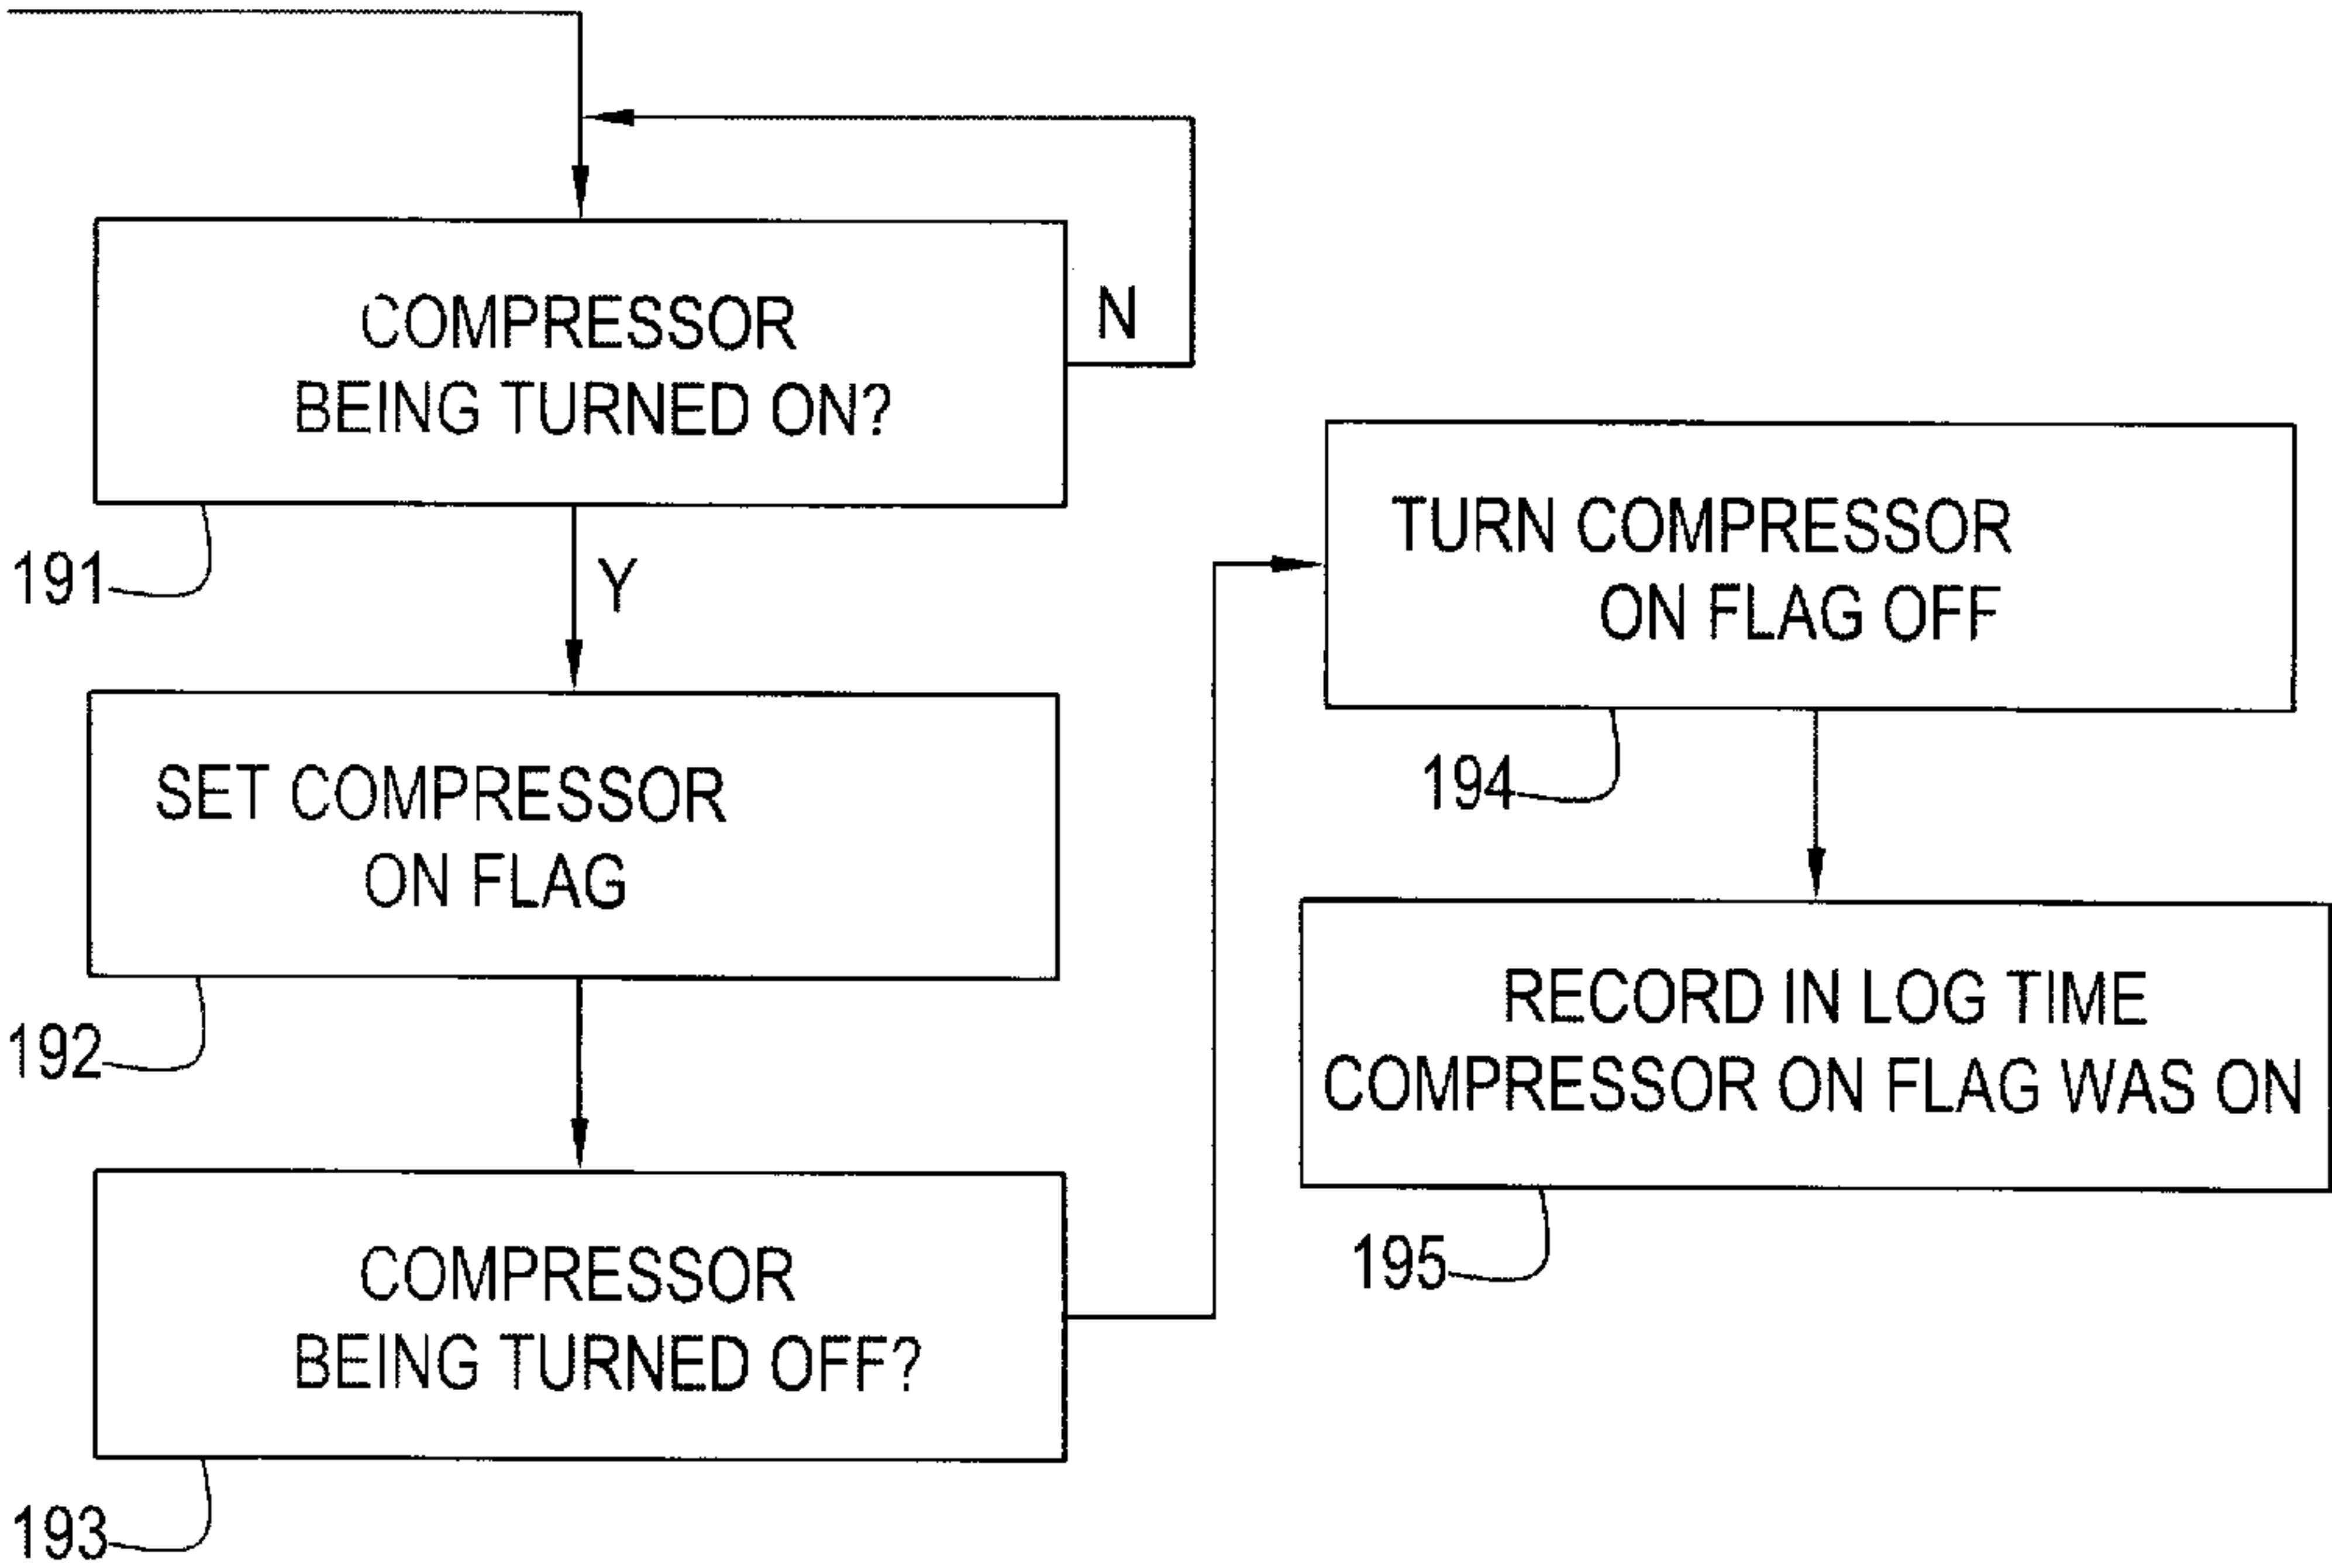 COMPRESSOR
BEING TURNED ON?
N
191
Y
SET COMPRESSOR
ON FLAG
192
COMPRESSOR
BEING TURNED OFF?
193
TURN COMPRESSOR
ON FLAG OFF
194
RECORD IN LOG TIME
COMPRESSOR ON FLAG WAS ON
195